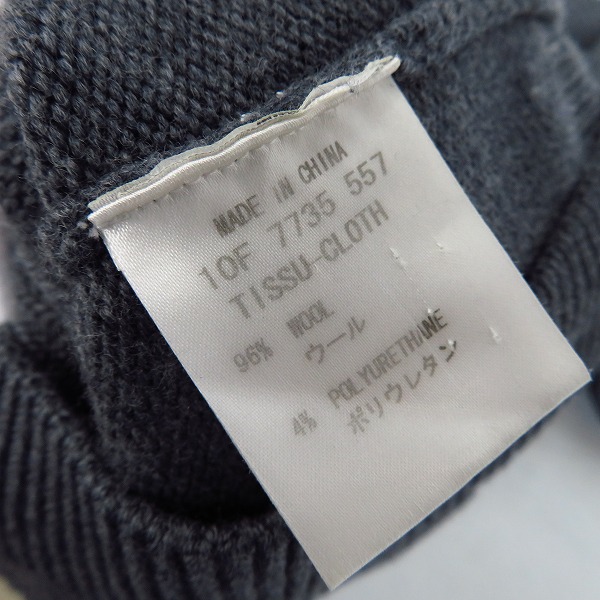 MADE IN CHINA
10F 7735 557
TISSU-CLOTH
96% WOOL
ウール
4% POLYURETHANE
ポリウレタン